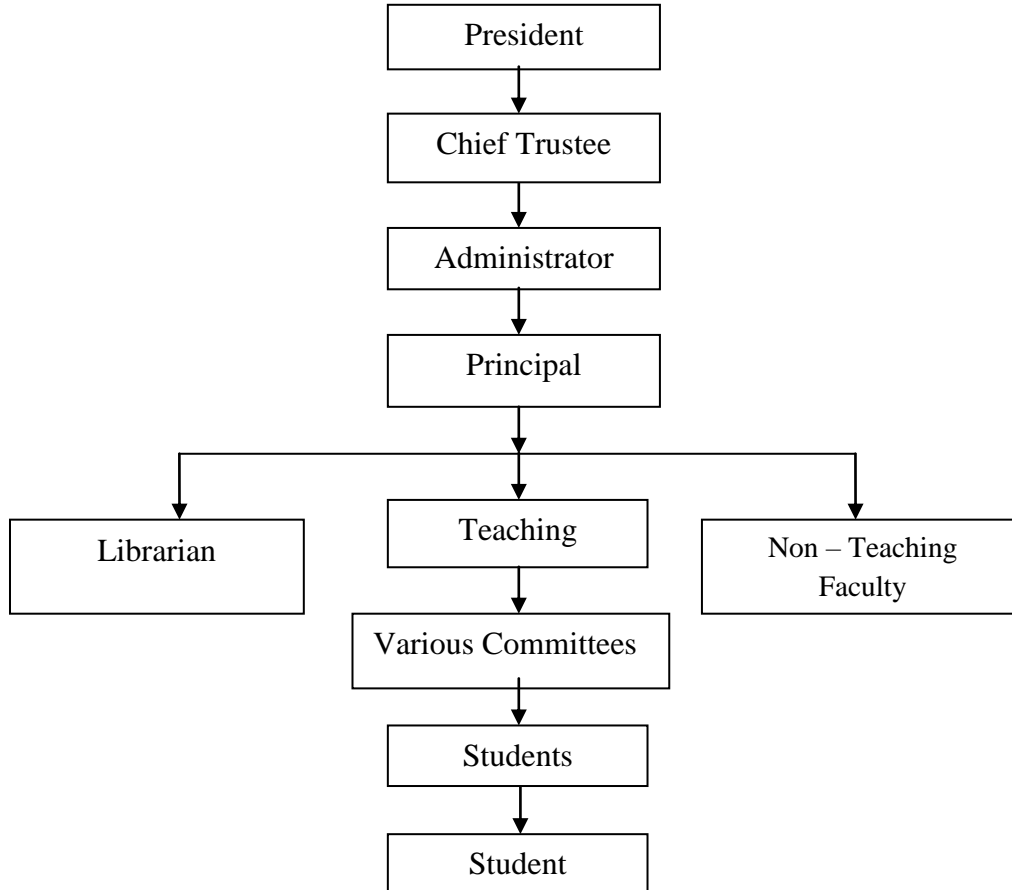 President
Chief Trustee
Administrator
Principal
Librarian
Teaching
Non – Teaching
Faculty
Various Committees
Students
Student